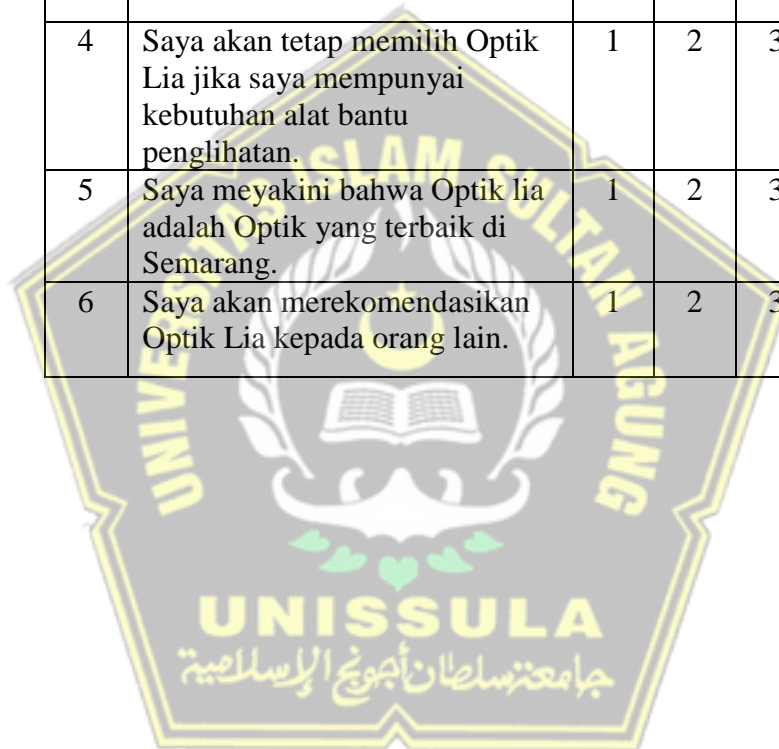 4 Saya akan tetap memilih Optik 1 2 3
Lia jika saya mempunyai
kebutuhan alat bantu
penglihatan.
5 Saya meyakini bahwa Optik lia 1 2 3
adalah Optik yang terbaik di
Semarang.
6 Saya akan merekomendasikan 1 2 3
Optik Lia kepada orang lain.
UNIVERSITAS ISLAM SULTAN AGUNG
UNISSULA
جامعة سلطان أجونج الإسلامية